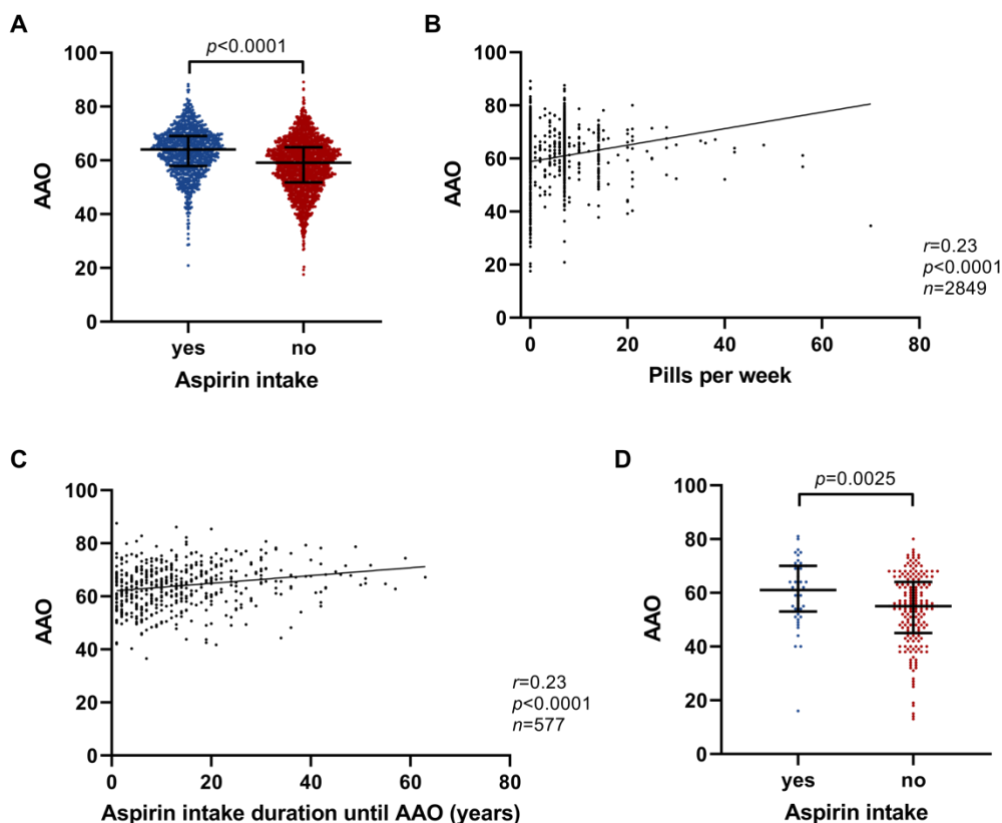 A
p<0.0001
100
80
60
40
20
0
AAO
yes
no
Aspirin intake
B
100
80
60
40
20
0
AAO
0
20
40
60
80
Pills per week
r=0.23
p<0.0001
n=2849
C
100
80
60
40
20
0
AAO
0
20
40
60
80
Aspirin intake duration until AAO (years)
r=0.23
p<0.0001
n=577
D
p=0.0025
100
80
60
40
20
0
AAO
yes
no
Aspirin intake